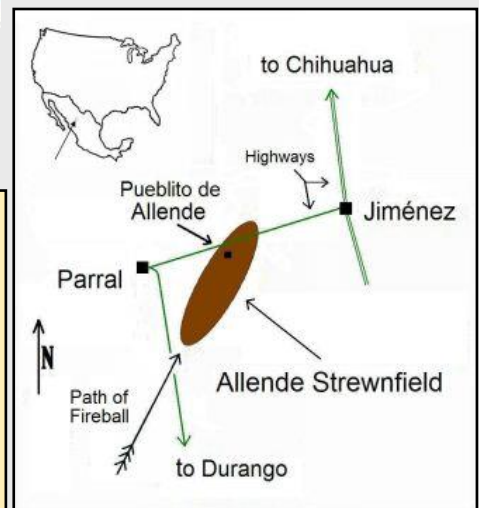 to Chihuahua
Highways
Pueblito de
Allende
Jiménez
Parral
N
Allende Strewnfield
Path of
Fireball
to Durango